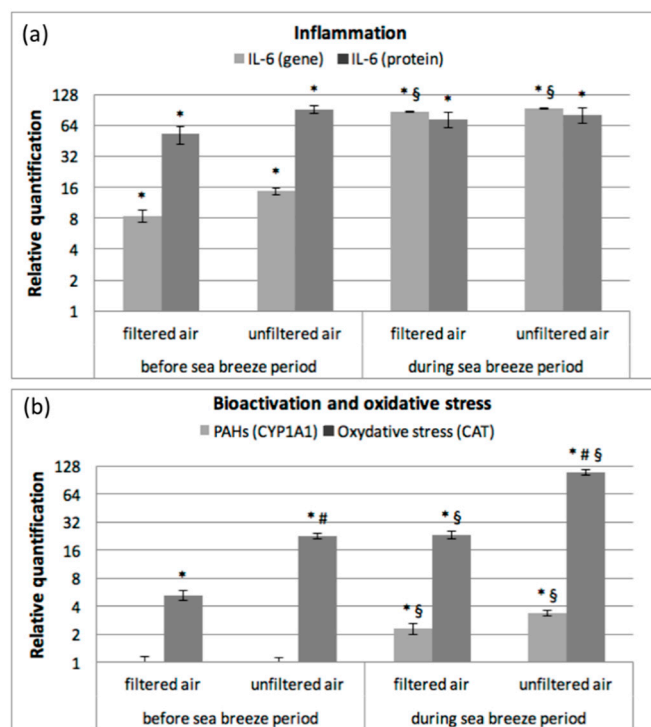 (a)
Inflammation
IL-6 (gene) IL-6 (protein)
Relative quantification
128
64
32
16
8
4
2
1
*
*
*
*
* §
*
* §
*
filtered air unfiltered air filtered air unfiltered air
before sea breeze period during sea breeze period
(b)
Bioactivation and oxidative stress
PAHs (CYP1A1) Oxydative stress (CAT)
Relative quantification
128
64
32
16
8
4
2
1
*
* #
* §
* §
* §
* # §
filtered air unfiltered air filtered air unfiltered air
before sea breeze period during sea breeze period